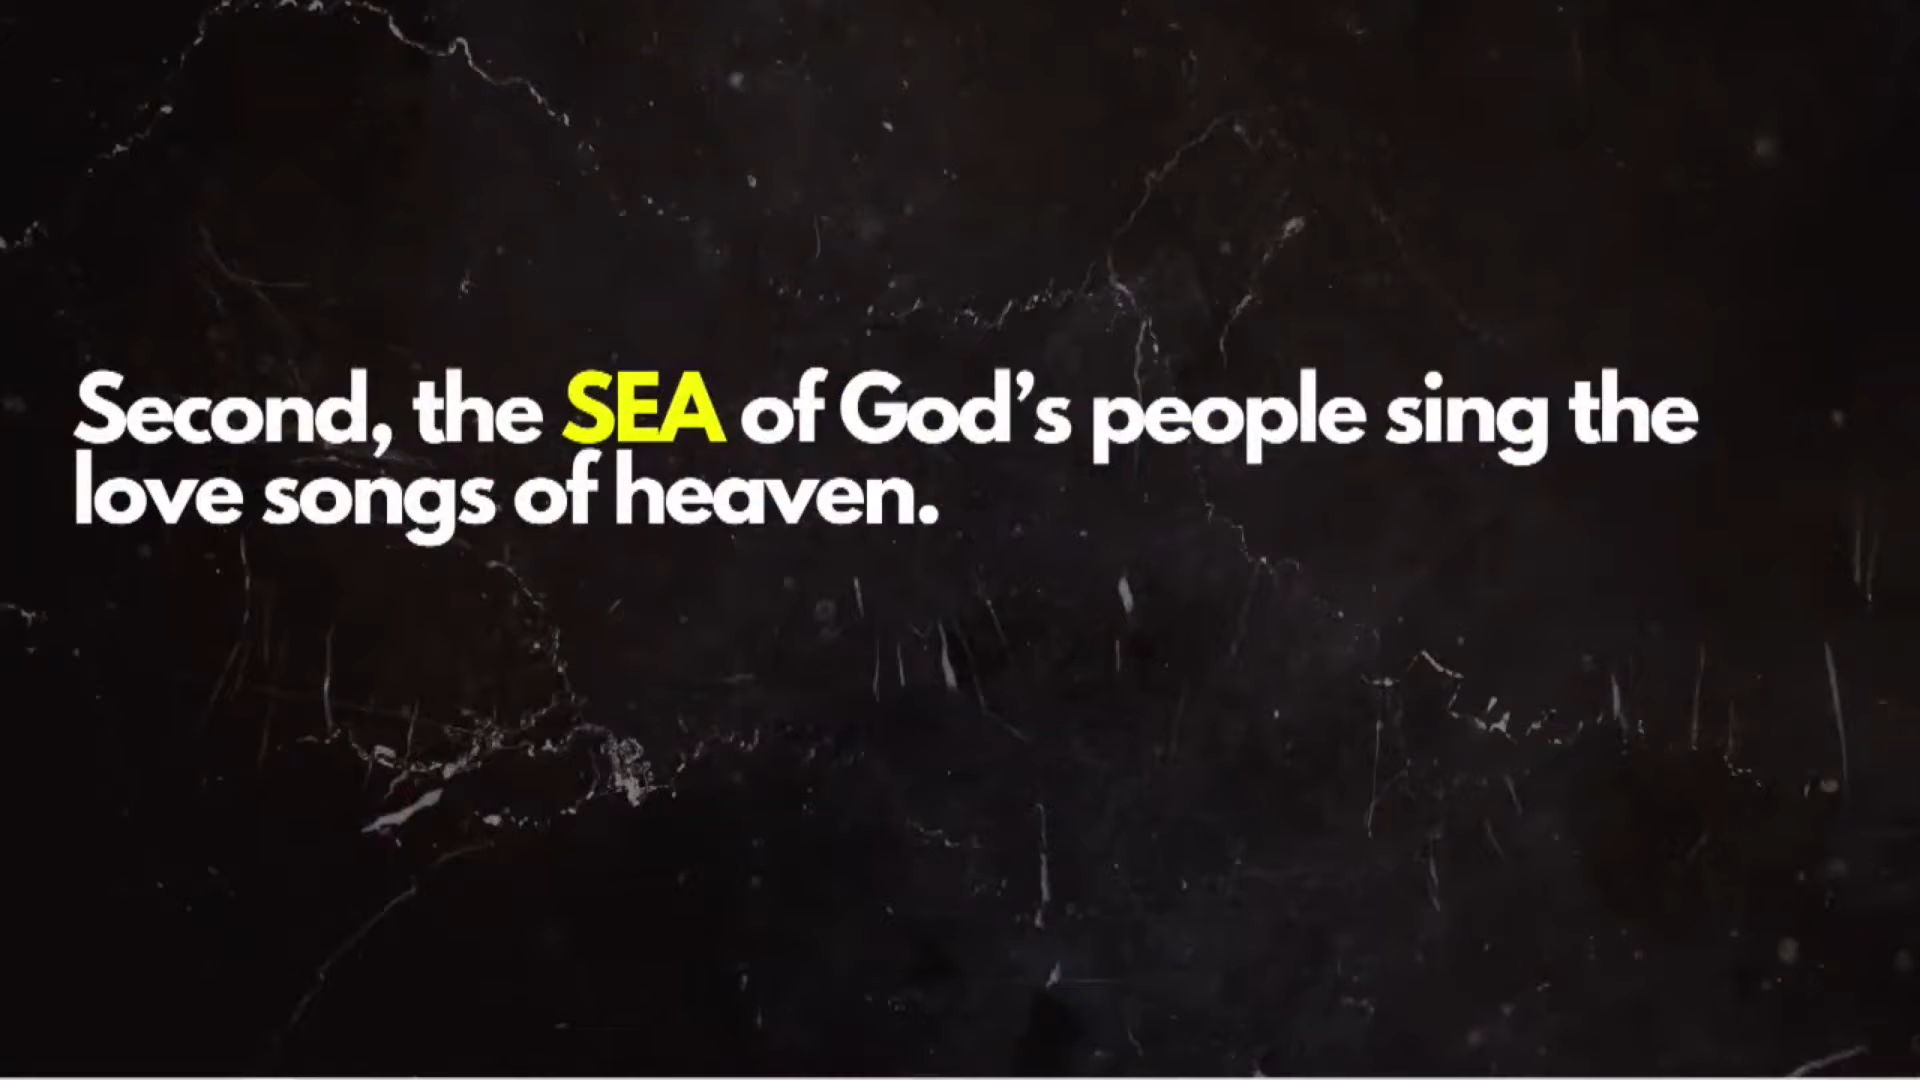 Second, the SEA of God’s people sing the
love songs of heaven.